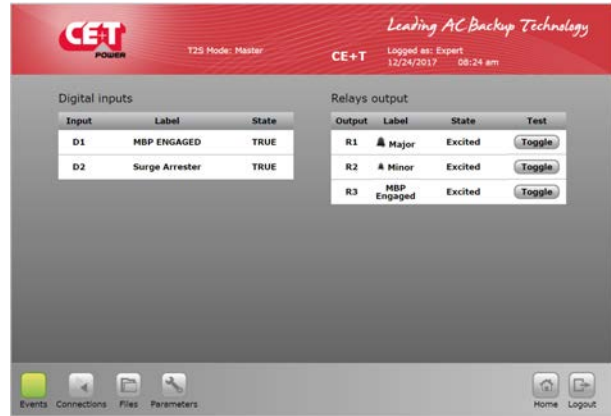 CE+T
POWER
T2S Mode: Master
CE+T
Leading AC Backup Technology
Logged as: Expert
12/24/2017 08:24 am
Digital inputs
Input Label State
D1 MBP ENGAGED TRUE
D2 Surge Arrester TRUE
Relays output
Output Label State Test
R1 Major Excited Toggle
R2 Minor Excited Toggle
R3 MBP Engaged Excited Toggle
Events Connections Files Parameters Home Logout